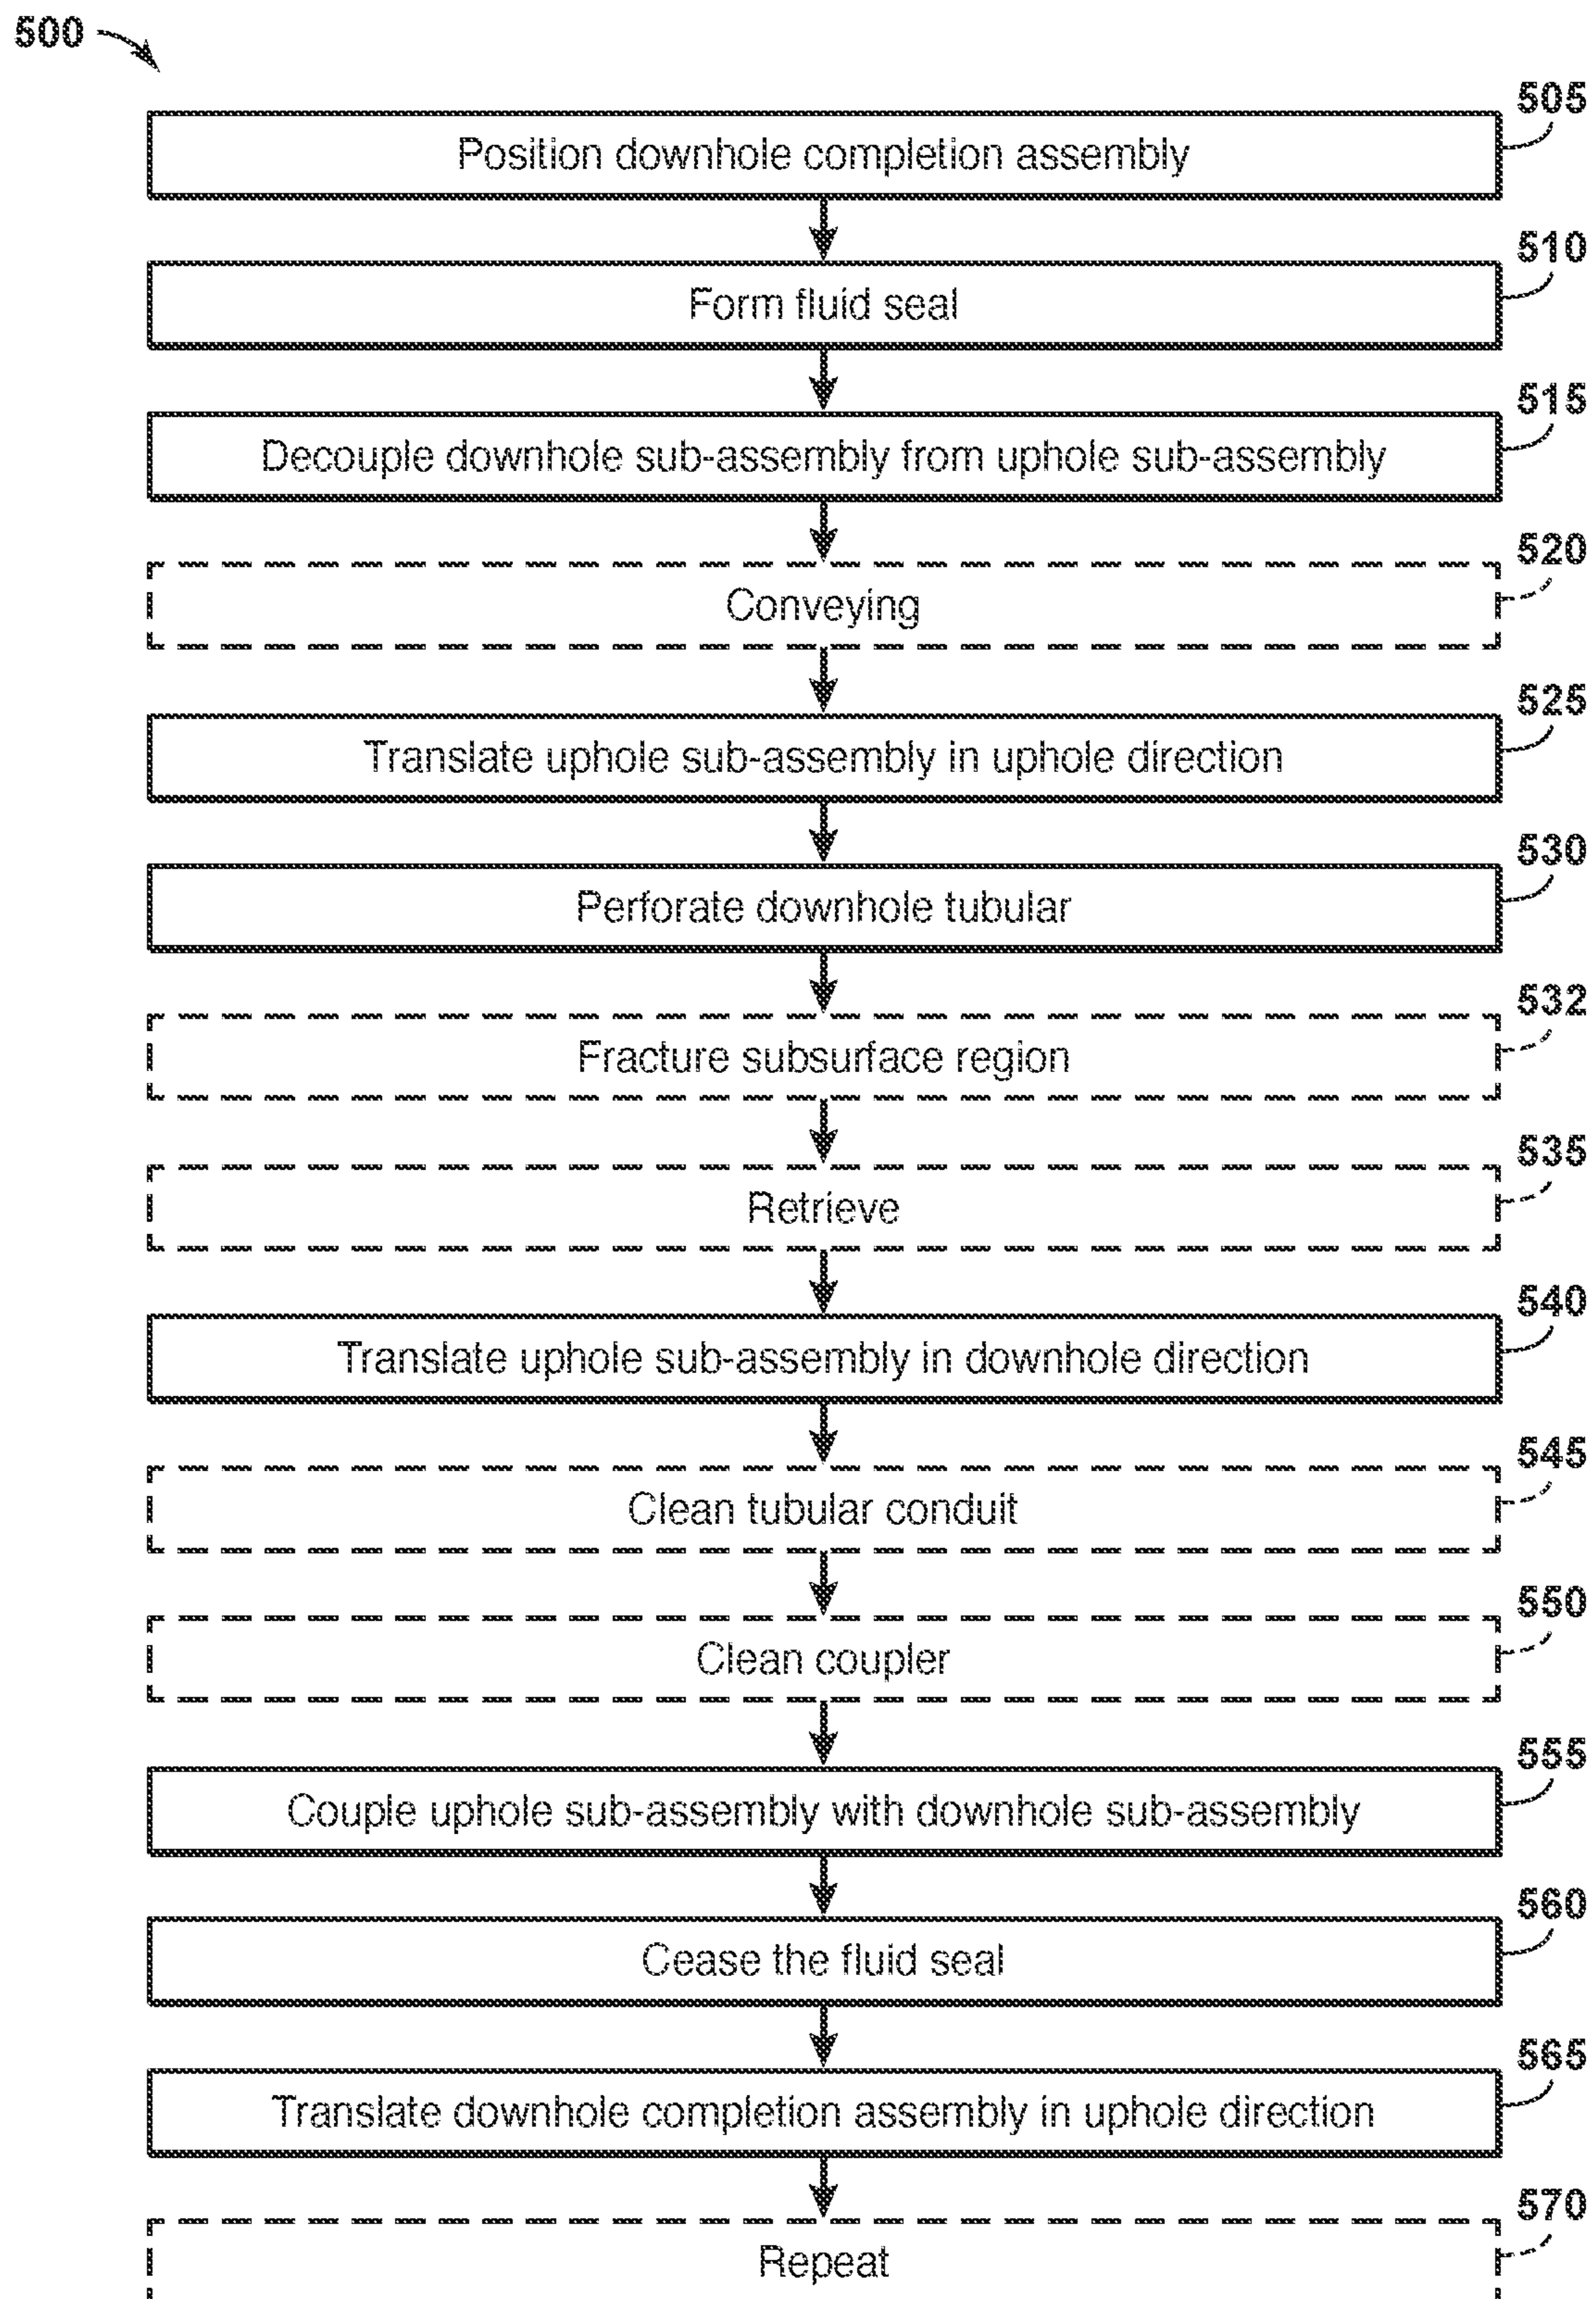 500
505
Position downhole completion assembly
510
Form fluid seal
515
Decouple downhole sub-assembly from uphole sub-assembly
520
Conveying
525
Translate uphole sub-assembly in uphole direction
530
Perforate downhole tubular
532
Fracture subsurface region
535
Retrieve
540
Translate uphole sub-assembly in downhole direction
545
Clean tubular conduit
550
Clean coupler
555
Couple uphole sub-assembly with downhole sub-assembly
560
Cease the fluid seal
565
Translate downhole completion assembly in uphole direction
570
Repeat